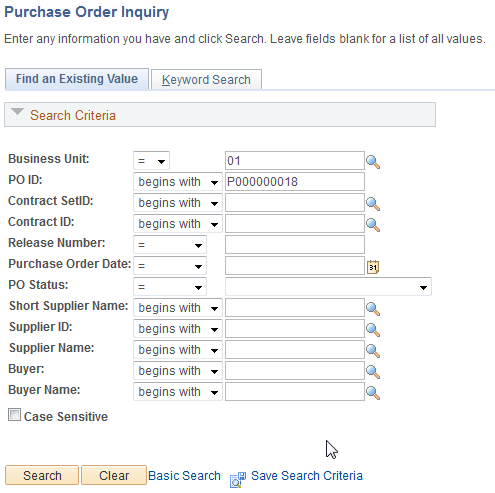 Purchase Order Inquiry
Enter any information you have and click Search. Leave fields blank for a list of all values.
Find an Existing Value Keyword Search
Search Criteria
Business Unit: = 01
PO ID: begins with P000000018
Contract SetID: begins with
Contract ID: begins with
Release Number: =
Purchase Order Date: = 31
PO Status: =
Short Supplier Name: begins with
Supplier ID: begins with
Supplier Name: begins with
Buyer: begins with
Buyer Name: begins with
Case Sensitive
Search Clear Basic Search Save Search Criteria